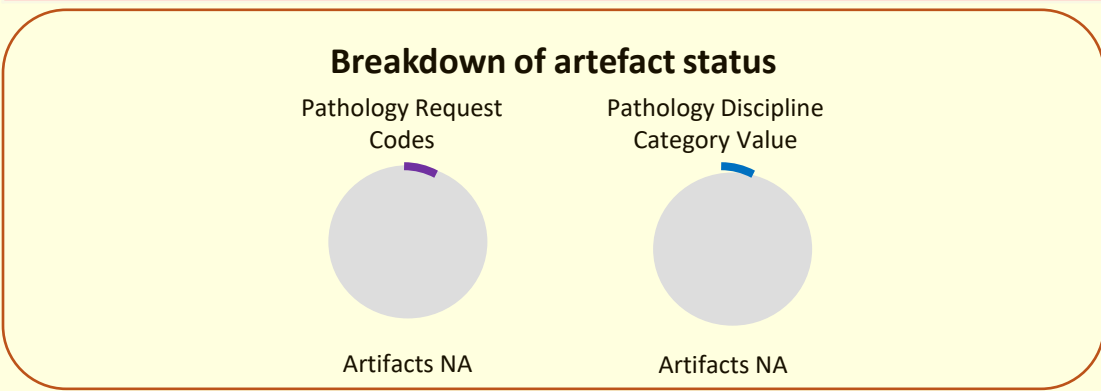 Breakdown of artefact status
Pathology Request
Codes
Pathology Discipline
Category Value
Artifacts NA
Artifacts NA